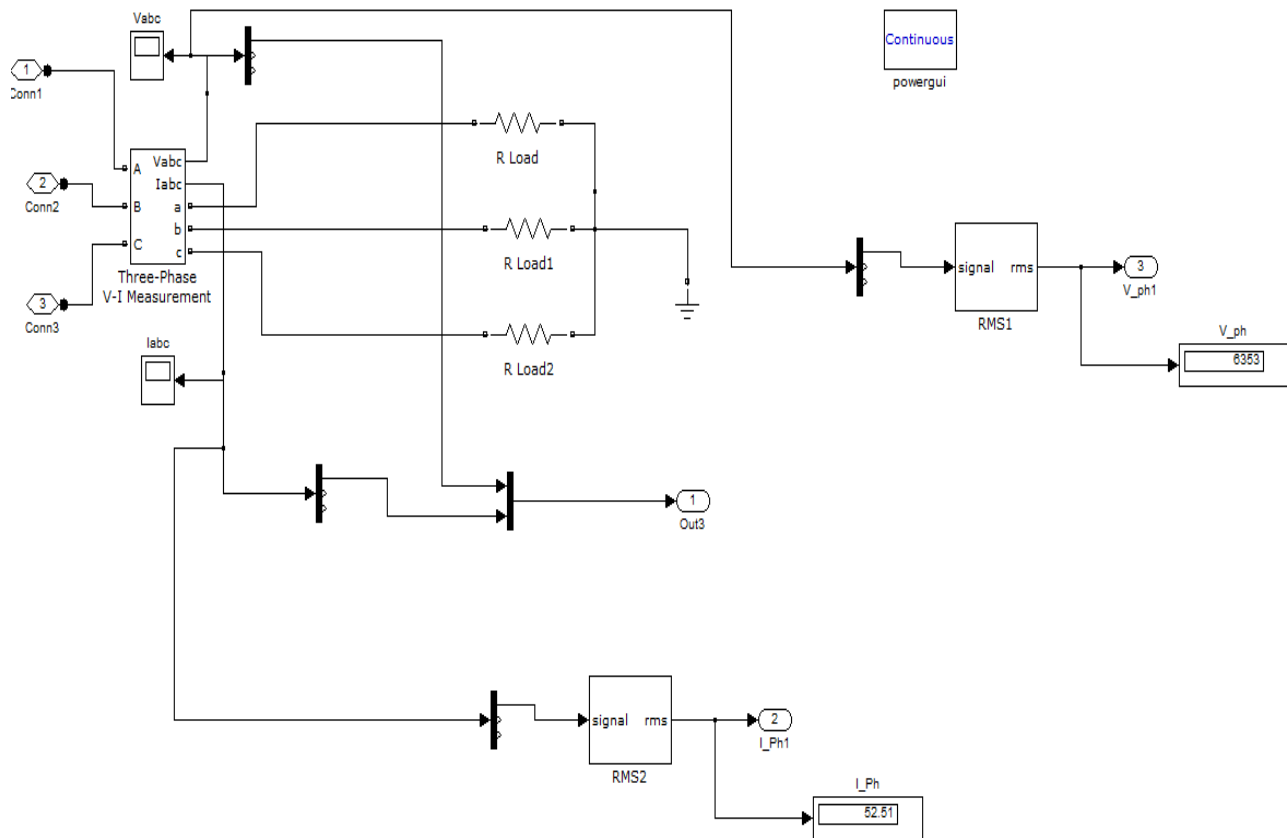 Vabc
Continuous
powergui
1
Conn1
A
Vabc
Iabc
2
Conn2
B
a
b
C
c
Three-Phase
V-I Measurement
3
Conn3
R Load
R Load1
R Load2
signal
rms
RMS1
3
V_ph1
V_ph
6353
Iabc
1
Out3
signal
rms
RMS2
2
I_Ph1
I_Ph
52.51